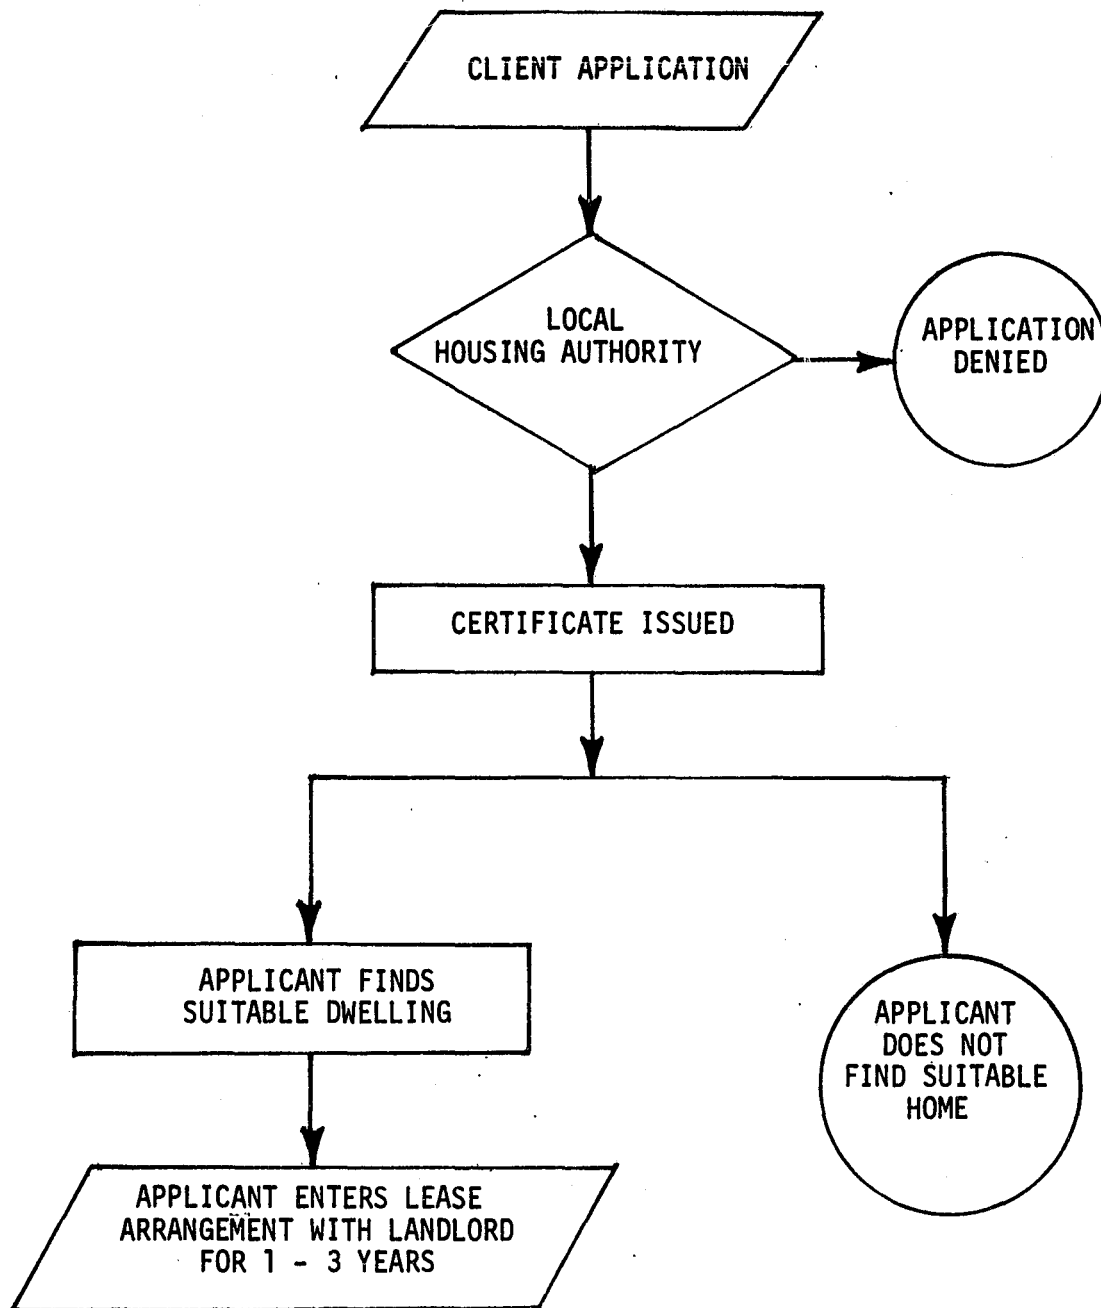 CLIENT APPLICATION
LOCAL
HOUSING AUTHORITY
APPLICATION
DENIED
CERTIFICATE ISSUED
APPLICANT FINDS
SUITABLE DWELLING
APPLICANT
DOES NOT
FIND SUITABLE
HOME
APPLICANT ENTERS LEASE
ARRANGEMENT WITH LANDLORD
FOR 1 - 3 YEARS